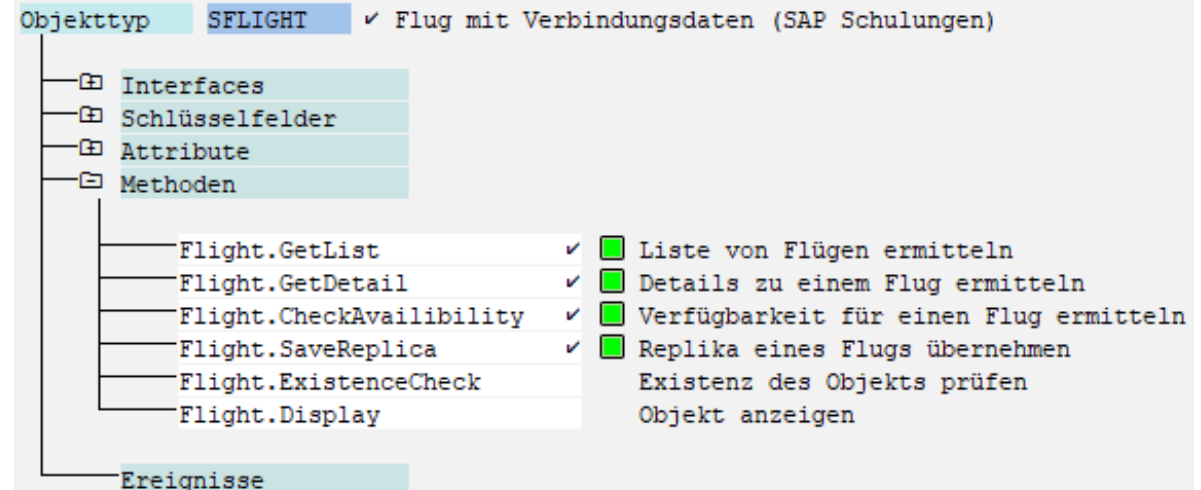 Objekttyp SFLIGHT ✔ Flug mit Verbindungsdaten (SAP Schulungen)
Interfaces
Schlüsselfelder
Attribute
Methoden
Flight.GetList ✔ Liste von Flügen ermitteln
Flight.GetDetail ✔ Details zu einem Flug ermitteln
Flight.CheckAvailibility ✔ Verfügbarkeit für einen Flug ermitteln
Flight.SaveReplica ✔ Replika eines Flugs übernehmen
Flight.ExistenceCheck Existenz des Objekts prüfen
Flight.Display Objekt anzeigen
Ereignisse